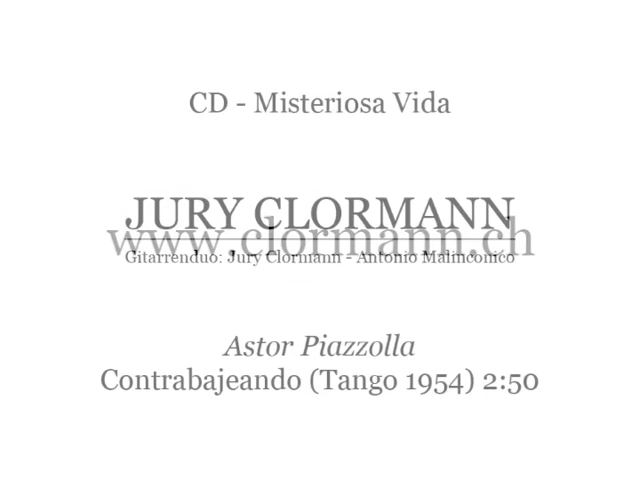 CD - Misteriosa Vida
JURY CLORMANN
www.clormann.ch
Gitarrenduo: Jury Clormann - Antonio Malinconico
Astor Piazzolla
Contrabajeando (Tango 1954) 2:50